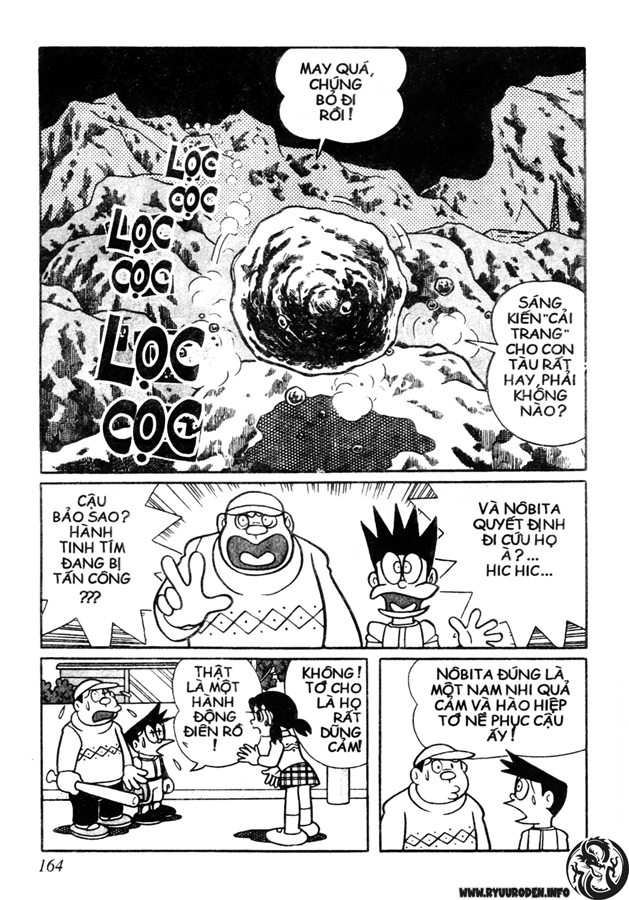 MAY QUÁ,
CHÚNG
BỎ ĐI
RỒI!
LỌC
CỌC
LỌC
CỌC
LỌC
CỌC
SÁNG
KIẾN "CẢI
TRANG"
CHO CON
TÀU RẤT
HAY, PHẢI
KHÔNG
NÀO?
CẬU
BẢO SAO?
HÀNH
TINH TÍM
ĐANG BỊ
TẤN CÔNG
???
VÀ NÔBITA
QUYẾT ĐỊNH
ĐI CỨU HỌ
À?...
HIC HIC...
THẬT
LÀ MỘT
HÀNH
ĐỘNG
ĐIÊN RỒ
!
KHÔNG!
TỚ CHO
LÀ HỌ
RẤT
DŨNG
CẢM!
NÔBITA ĐÚNG LÀ
MỘT NAM NHI QUẢ
CẢM VÀ HÀO HIỆP
TỚ NỂ PHỤC CẬU
ẤY!
164
WWW.RYUURODEN.INFO